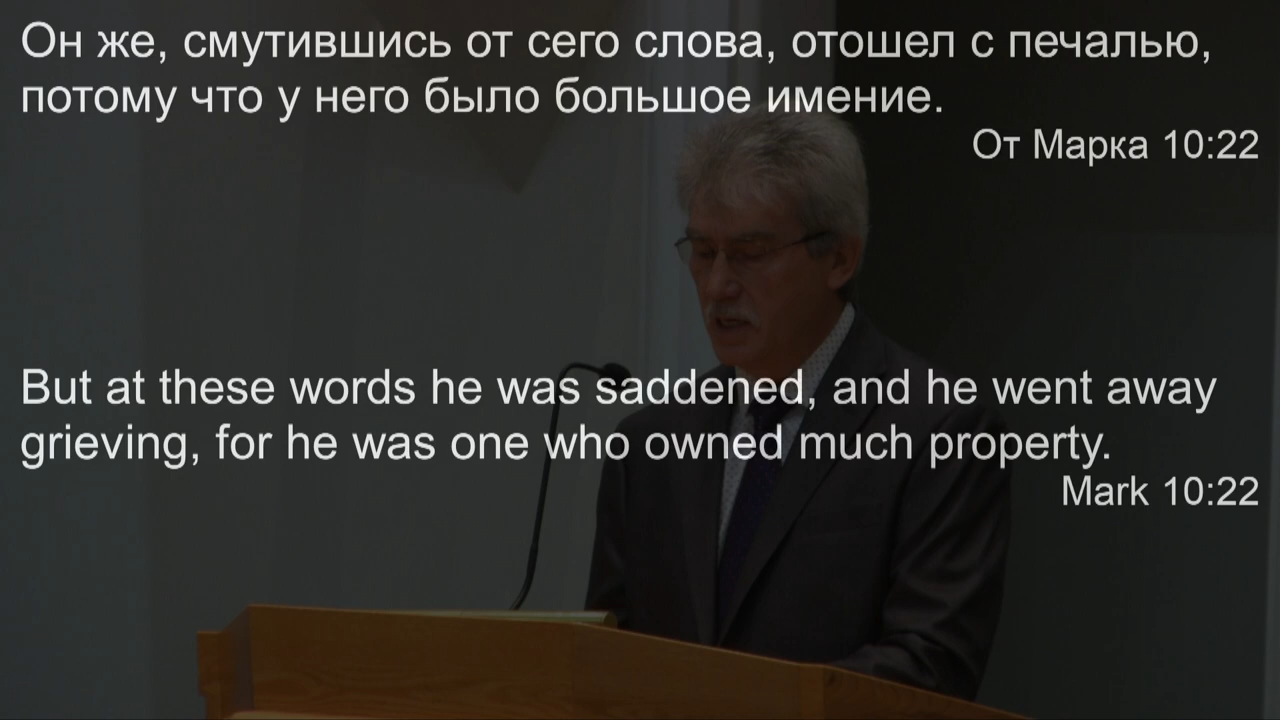 Он же, смутившись от сего слова, отошел с печалью,
потому что у него было большое имение.
От Марка 10:22
But at these words he was saddened, and he went away
grieving, for he was one who owned much property.
Mark 10:22